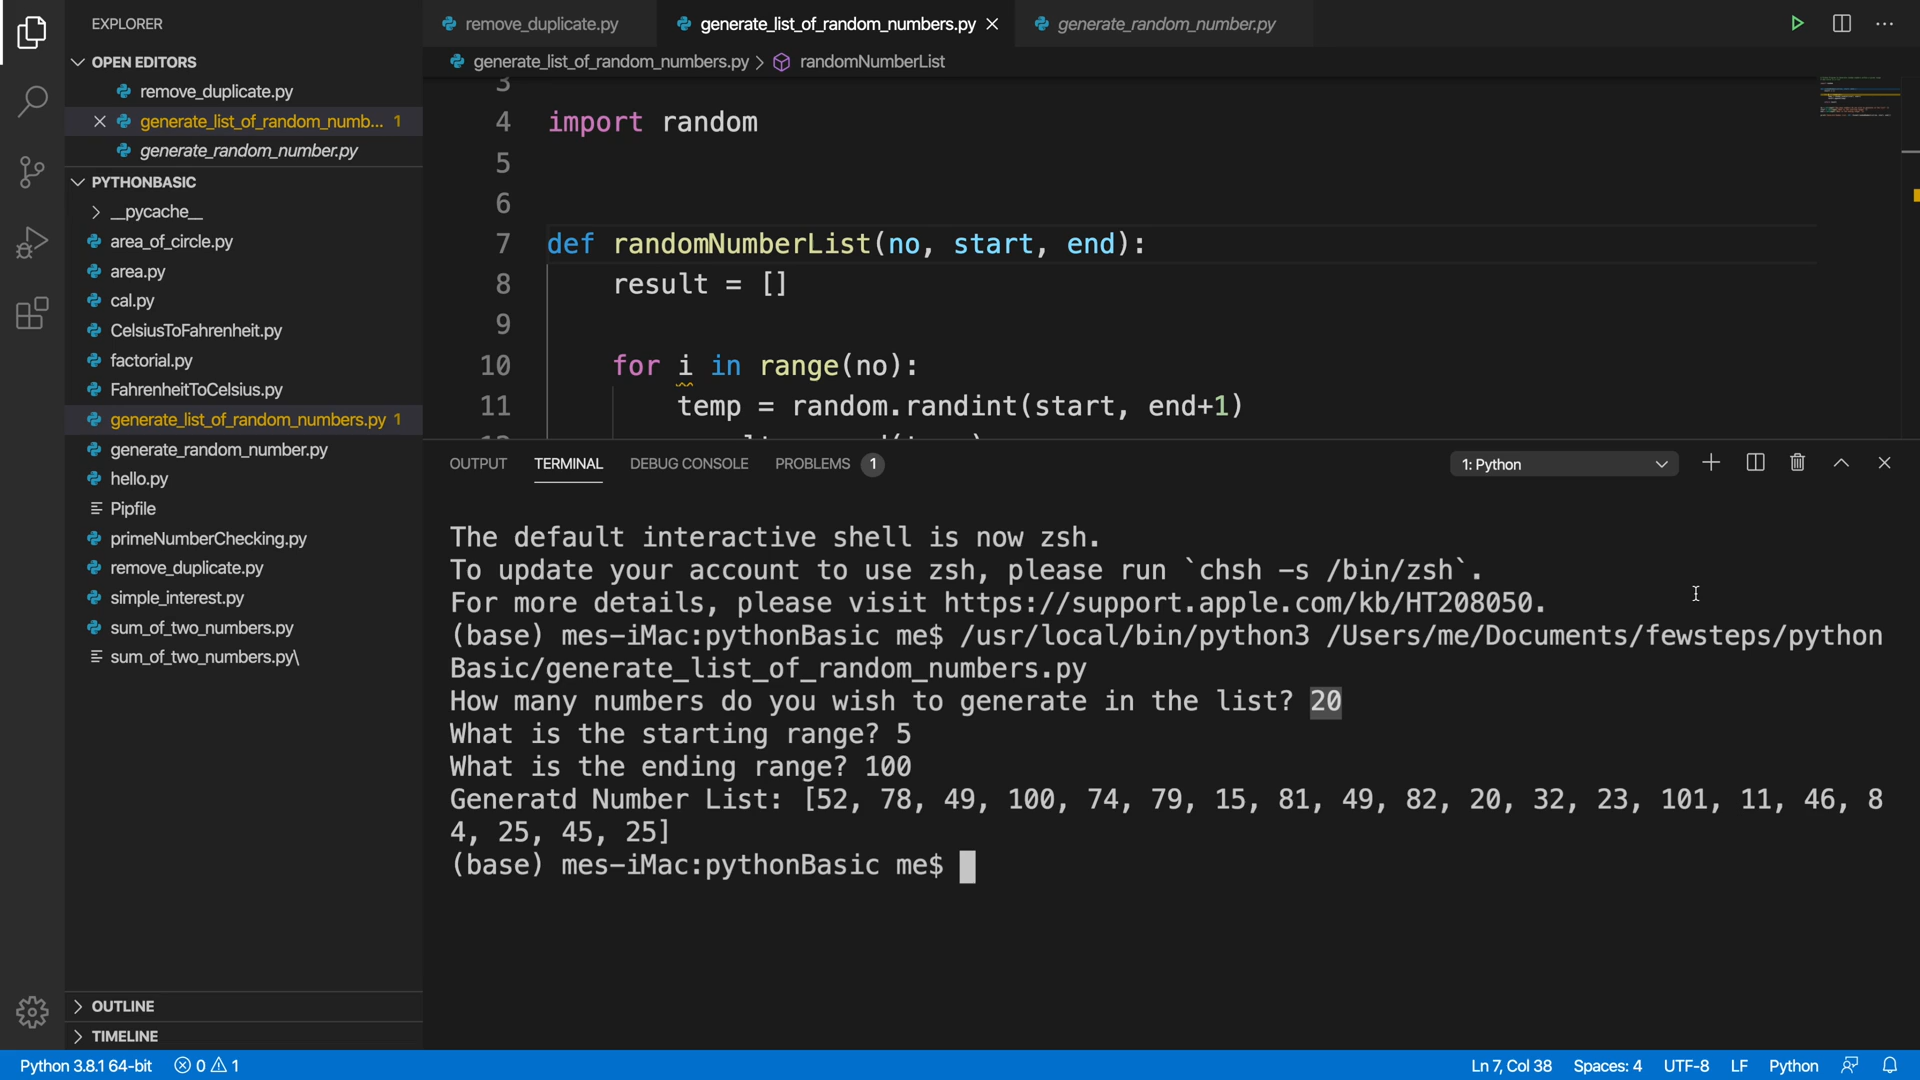 EXPLORER
OPEN EDITORS
remove_duplicate.py
generate_list_of_random_numb... 1
generate_random_number.py
PYTHONBASIC
__pycache__
area_of_circle.py
area.py
cal.py
CelsiusToFahrenheit.py
factorial.py
FahrenheitToCelsius.py
generate_list_of_random_numbers.py 1
generate_random_number.py
hello.py
Pipfile
primeNumberChecking.py
remove_duplicate.py
simple_interest.py
sum_of_two_numbers.py
sum_of_two_numbers.py\
OUTLINE
TIMELINE
remove_duplicate.py generate_list_of_random_numbers.py generate_random_number.py
generate_list_of_random_numbers.py > randomNumberList
3
4 import random
5
6
7 def randomNumberList(no, start, end):
8 result = []
9
10 for i in range(no):
11 temp = random.randint(start, end+1)
OUTPUT TERMINAL DEBUG CONSOLE PROBLEMS 1 1: Python
The default interactive shell is now zsh.
To update your account to use zsh, please run `chsh -s /bin/zsh`.
For more details, please visit https://support.apple.com/kb/HT208050.
(base) mes-iMac:pythonBasic me$ /usr/local/bin/python3 /Users/me/Documents/fewsteps/python
Basic/generate_list_of_random_numbers.py
How many numbers do you wish to generate in the list? 20
What is the starting range? 5
What is the ending range? 100
Generatd Number List: [52, 78, 49, 100, 74, 79, 15, 81, 49, 82, 20, 32, 23, 101, 11, 46, 8
4, 25, 45, 25]
(base) mes-iMac:pythonBasic me$
Python 3.8.1 64-bit 0 1 Ln 7, Col 38 Spaces: 4 UTF-8 LF Python